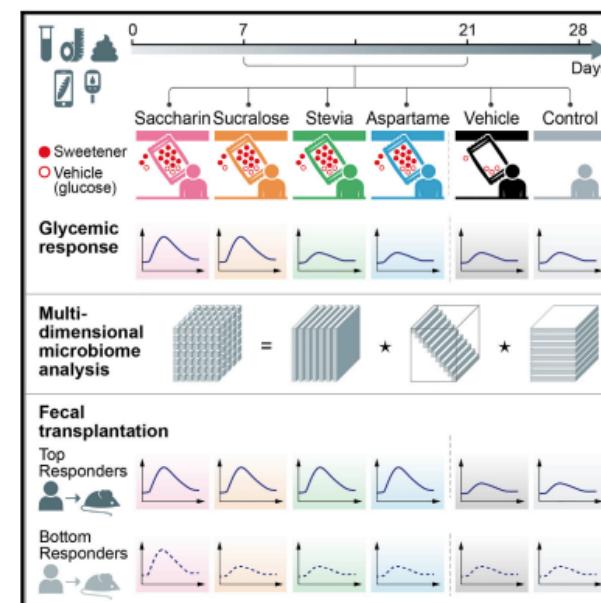 0 7 21 28
Days
Saccharin Sucralose Stevia Aspartame Vehicle Control
Sweetener
Vehicle
(glucose)
Glycemic
response
Multi-
dimensional
microbiome
analysis
= ★ ★
Fecal
transplantation
Top
Responders
Bottom
Responders